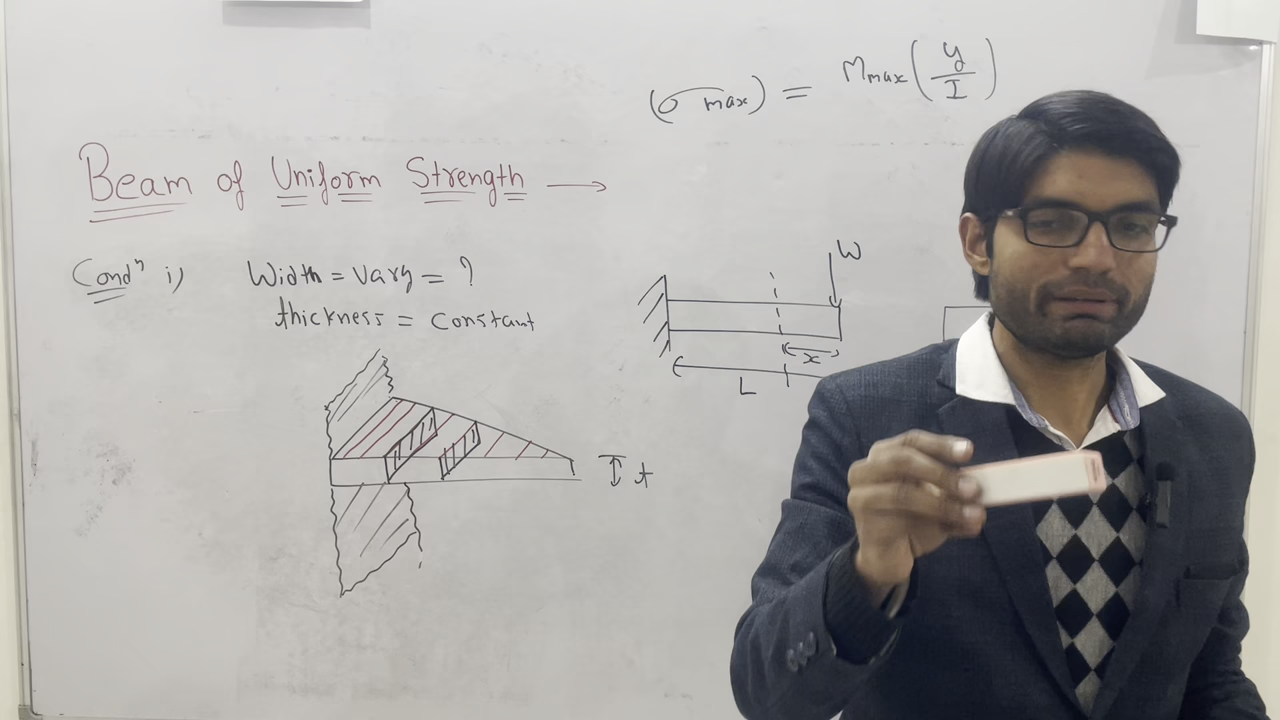 (σ max) = Mmax (y/I)
Beam of Uniform Strength →
Condⁿ i) Width = Vary = ?
thickness = Constant
W
x
L
t